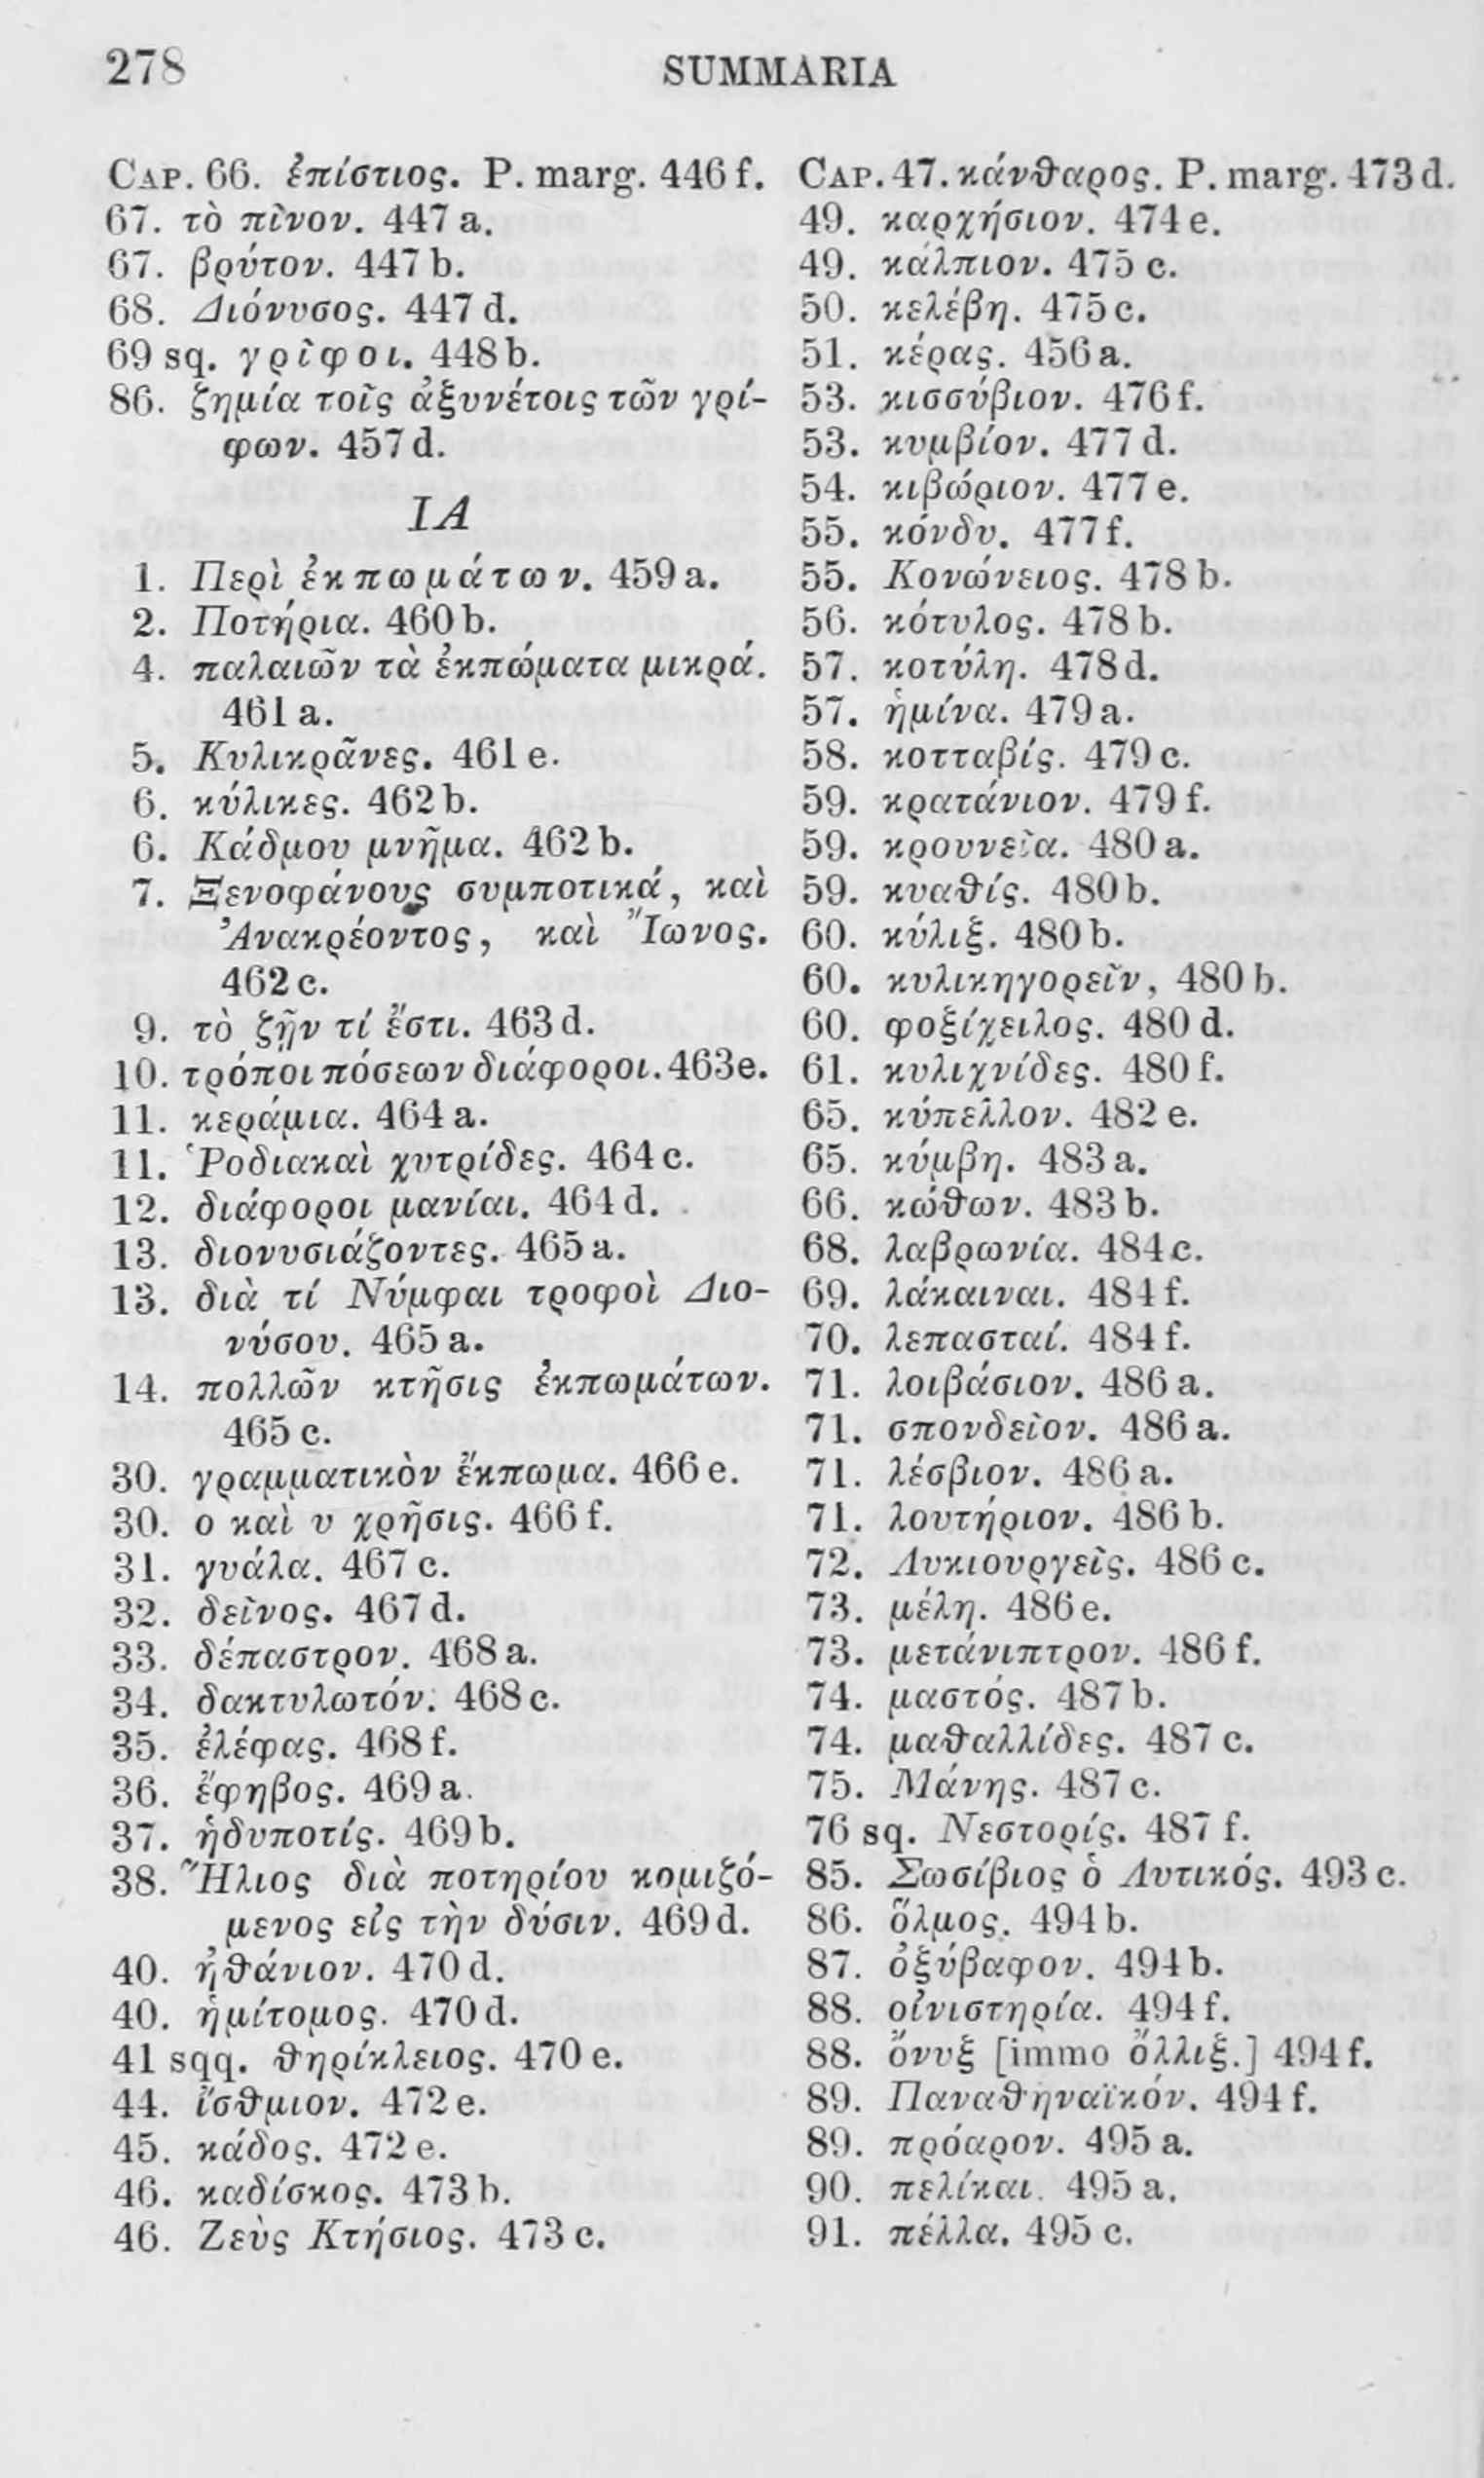 278
SUMMARIA
CAP. 66. ἐπίστιος. P. marg. 446 f.
67. τὸ πῖνον. 447 a.
67. βρύτον. 447 b.
68. Διόνυσος. 447 d.
69 sq. γρῖφοι. 448 b.
86. ζημία τοῖς ἀξυνέτοις τῶν γρί-
φων. 457 d.
ΙΑ
1. Περὶ ἐκπωμάτων. 459 a.
2. Ποτήρια. 460 b.
4. παλαιῶν τὰ ἐκπώματα μικρά.
461 a.
5. Κυλικρᾶνες. 461 e.
6. κύλικες. 462 b.
6. Κάδμου μνῆμα. 462 b.
7. Ξενοφάνους συμποτικά, καὶ
Ἀνακρέοντος, καὶ Ἴωνος.
462 c.
9. τὸ ζῆν τί ἔστι. 463 d.
10. τρόποι πόσεων διάφοροι. 463 e.
11. κεράμια. 464 a.
11. Ῥοδιακαὶ χυτρίδες. 464 c.
12. διάφοροι μανίαι. 464 d.
13. διονυσιάζοντες. 465 a.
13. διὰ τί Νύμφαι τροφοὶ Διο-
νύσου. 465 a.
14. πολλῶν κτῆσις ἐκπωμάτων.
465 c.
30. γραμματικὸν ἔκπωμα. 466 e.
30. ο καὶ υ χρῆσις. 466 f.
31. γυάλα. 467 c.
32. δεῖνος. 467 d.
33. δέπαστρον. 468 a.
34. δακτυλωτόν. 468 c.
35. ἐλέφας. 468 f.
36. ἔφηβος. 469 a.
37. ἡδυποτίς. 469 b.
38. Ἥλιος διὰ ποτηρίου κομιζό-
μενος εἰς τὴν δύσιν. 469 d.
40. ἠθάνιον. 470 d.
40. ἡμίτομος. 470 d.
41 sqq. θηρίκλειος. 470 e.
44. ἴσθμιον. 472 e.
45. κάδος. 472 e.
46. καδίσκος. 473 b.
46. Ζεὺς Κτήσιος. 473 c.
CAP. 47. κάνθαρος. P. marg. 473 d.
49. καρχήσιον. 474 e.
49. κάλπιον. 475 c.
50. κελέβη. 475 c.
51. κέρας. 456 a.
53. κισσύβιον. 476 f.
53. κυμβίον. 477 d.
54. κιβώριον. 477 e.
55. κόνδυ. 477 f.
55. Κονώνειος. 478 b.
56. κότυλος. 478 b.
57. κοτύλη. 478 d.
57. ἡμίνα. 479 a.
58. κοτταβίς. 479 c.
59. κρατάνιον. 479 f.
59. κρουνεῖα. 480 a.
59. κυαθίς. 480 b.
60. κύλιξ. 480 b.
60. κυλικηγορεῖν, 480 b.
60. φοξίχειλος. 480 d.
61. κυλιχνίδες. 480 f.
65. κύπελλον. 482 e.
65. κύμβη. 483 a.
66. κώθων. 483 b.
68. λαβρωνία. 484 c.
69. λάκαιναι. 484 f.
70. λεπασταί. 484 f.
71. λοιβάσιον. 486 a.
71. σπονδεῖον. 486 a.
71. λέσβιον. 486 a.
71. λουτήριον. 486 b.
72. Λυκιουργεῖς. 486 c.
73. μέλη. 486 e.
73. μετάνιπτρον. 486 f.
74. μαστός. 487 b.
74. μαθαλλίδες. 487 c.
75. Μάνης. 487 c.
76 sq. Νεστορίς. 487 f.
85. Σωσίβιος ὁ Λυτικός. 493 c.
86. ὅλμος. 494 b.
87. ὀξύβαφον. 494 b.
88. οἰνιστηρία. 494 f.
88. ὄνυξ [immo ὄλλιξ.] 494 f.
89. Παναθηναϊκόν. 494 f.
89. πρόαρον. 495 a.
90. πελίκαι. 495 a.
91. πέλλα. 495 c.